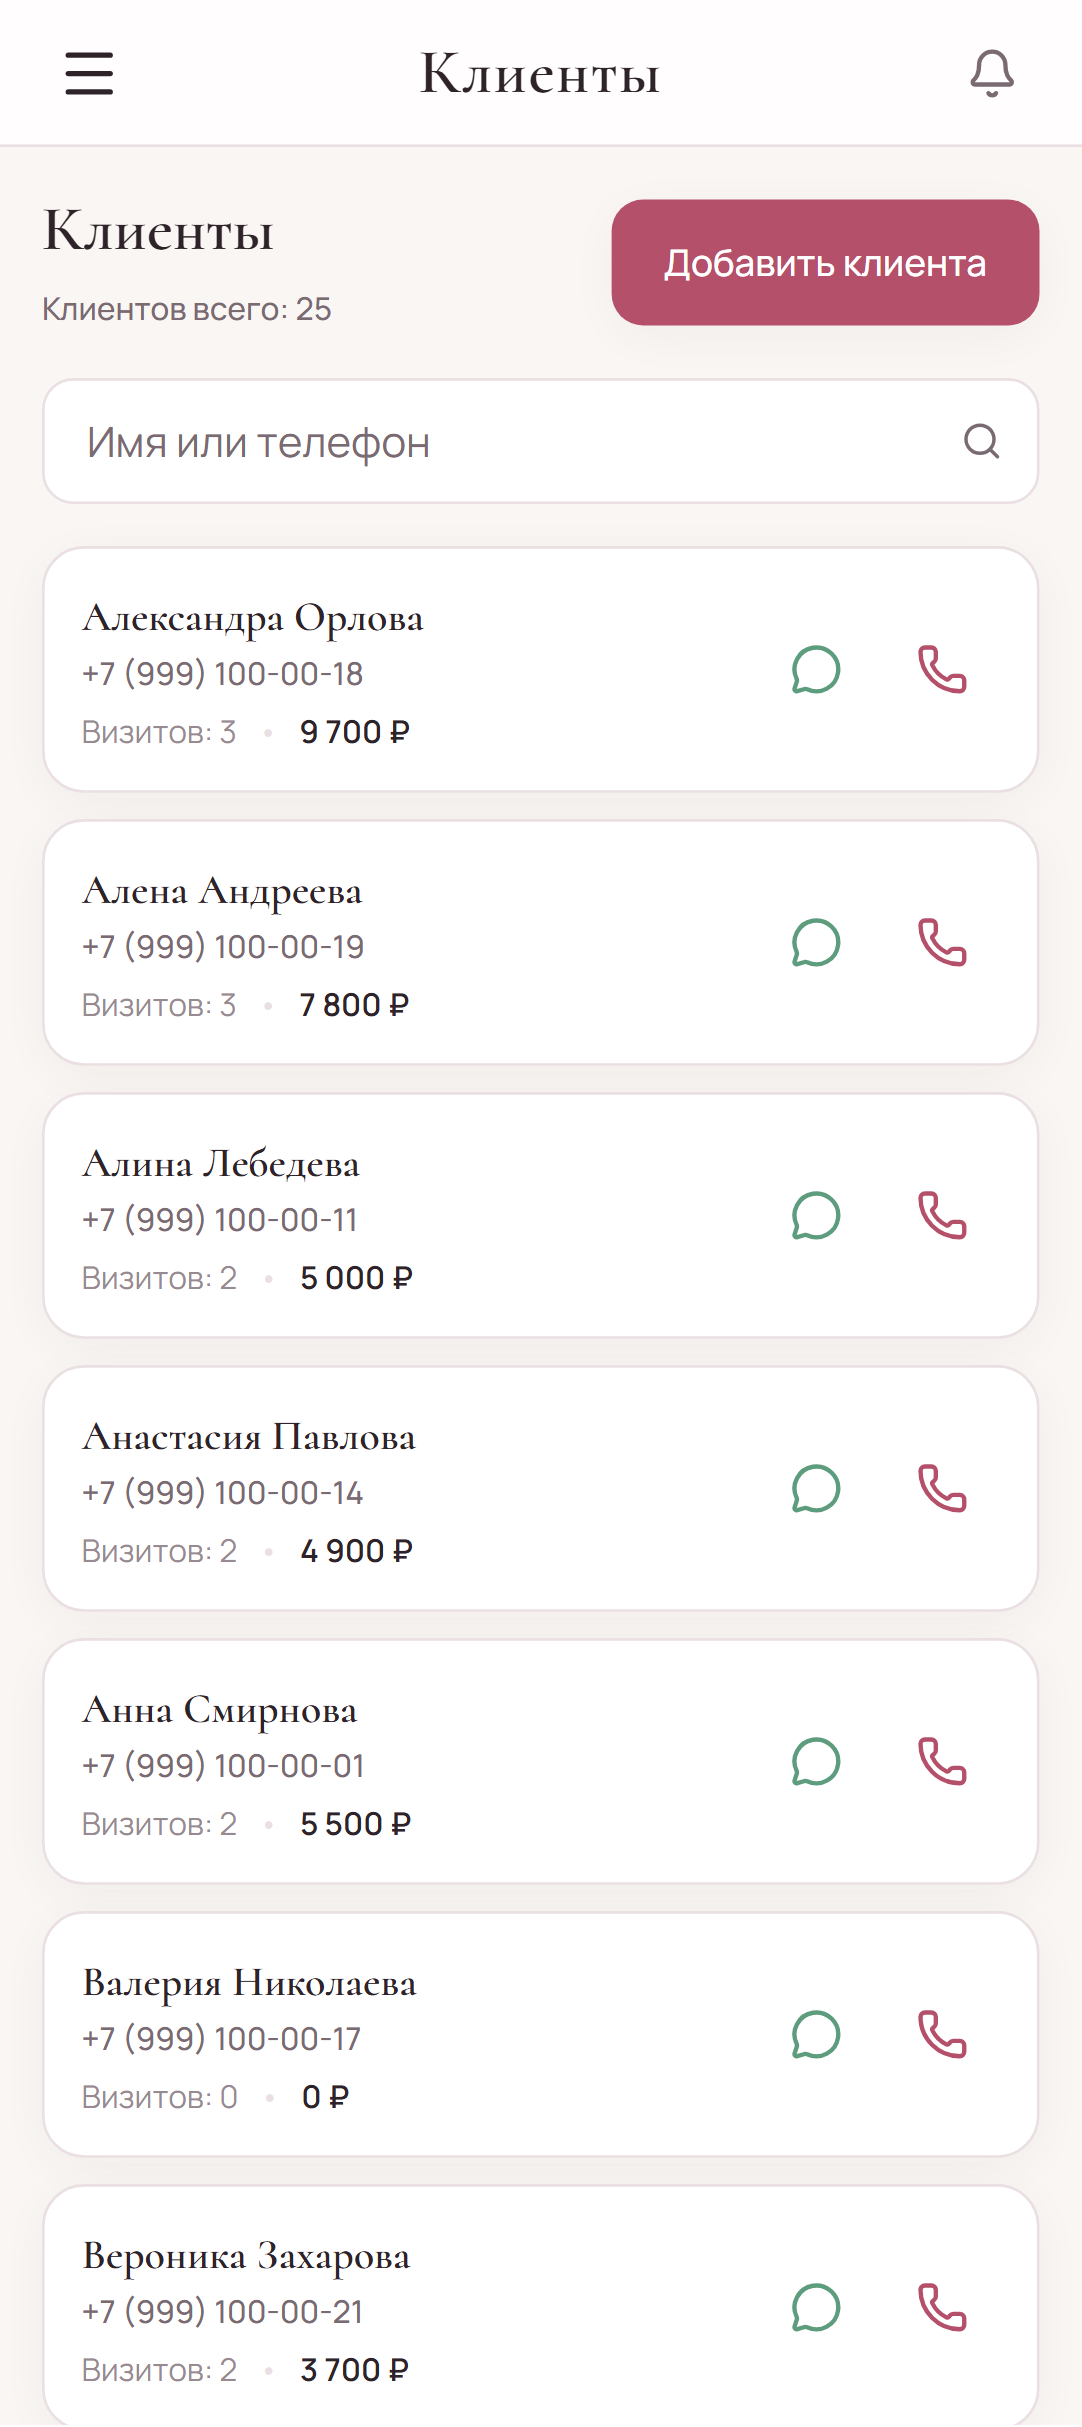 Клиенты
Клиенты
Добавить клиента
Клиентов всего: 25
Имя или телефон
Александра Орлова
+7 (999) 100-00-18
Визитов: 3 • 9 700 ₽
Алена Андреева
+7 (999) 100-00-19
Визитов: 3 • 7 800 ₽
Алина Лебедева
+7 (999) 100-00-11
Визитов: 2 • 5 000 ₽
Анастасия Павлова
+7 (999) 100-00-14
Визитов: 2 • 4 900 ₽
Анна Смирнова
+7 (999) 100-00-01
Визитов: 2 • 5 500 ₽
Валерия Николаева
+7 (999) 100-00-17
Визитов: 0 • 0 ₽
Вероника Захарова
+7 (999) 100-00-21
Визитов: 2 • 3 700 ₽